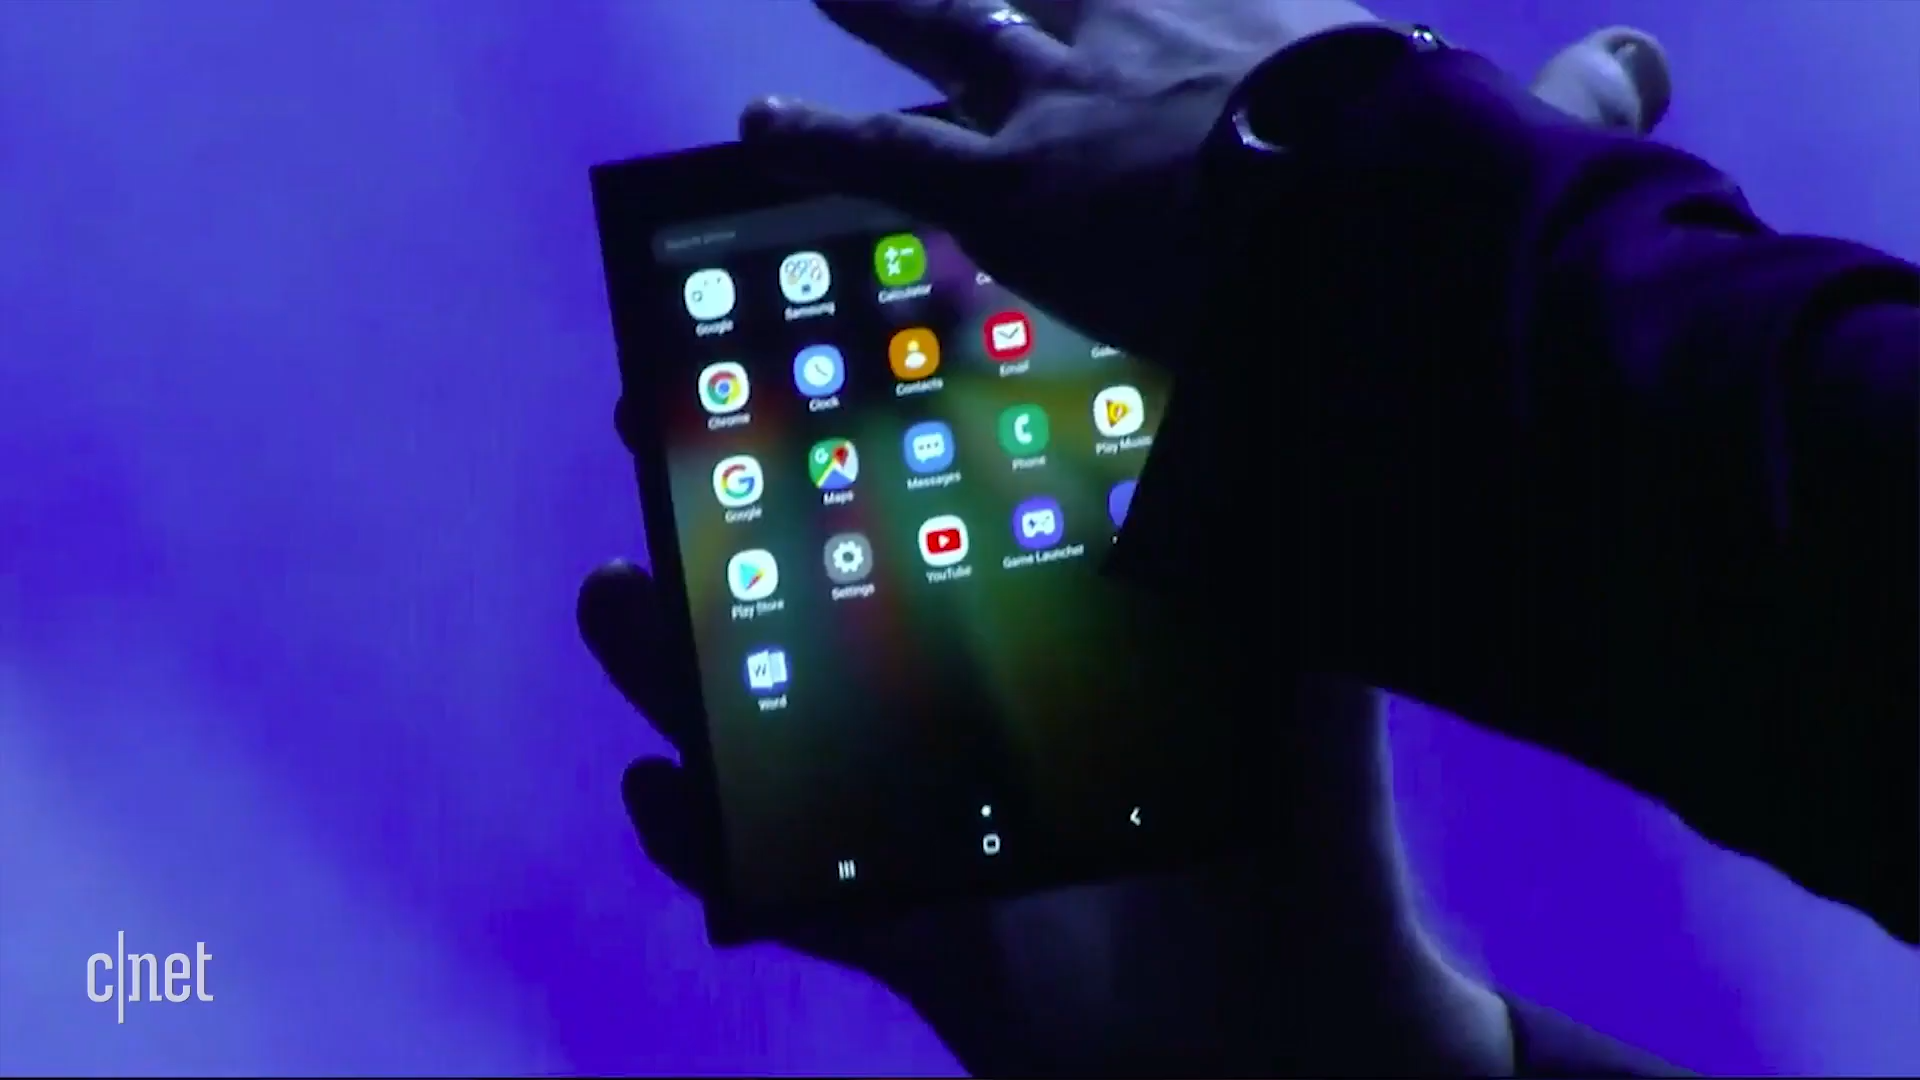 Google
Samsung
Calculator
Chrome
Clock
Contacts
Email
Google
Maps
Messages
Phone
Play Music
Play Store
Settings
YouTube
Game Launcher
Word
c|net